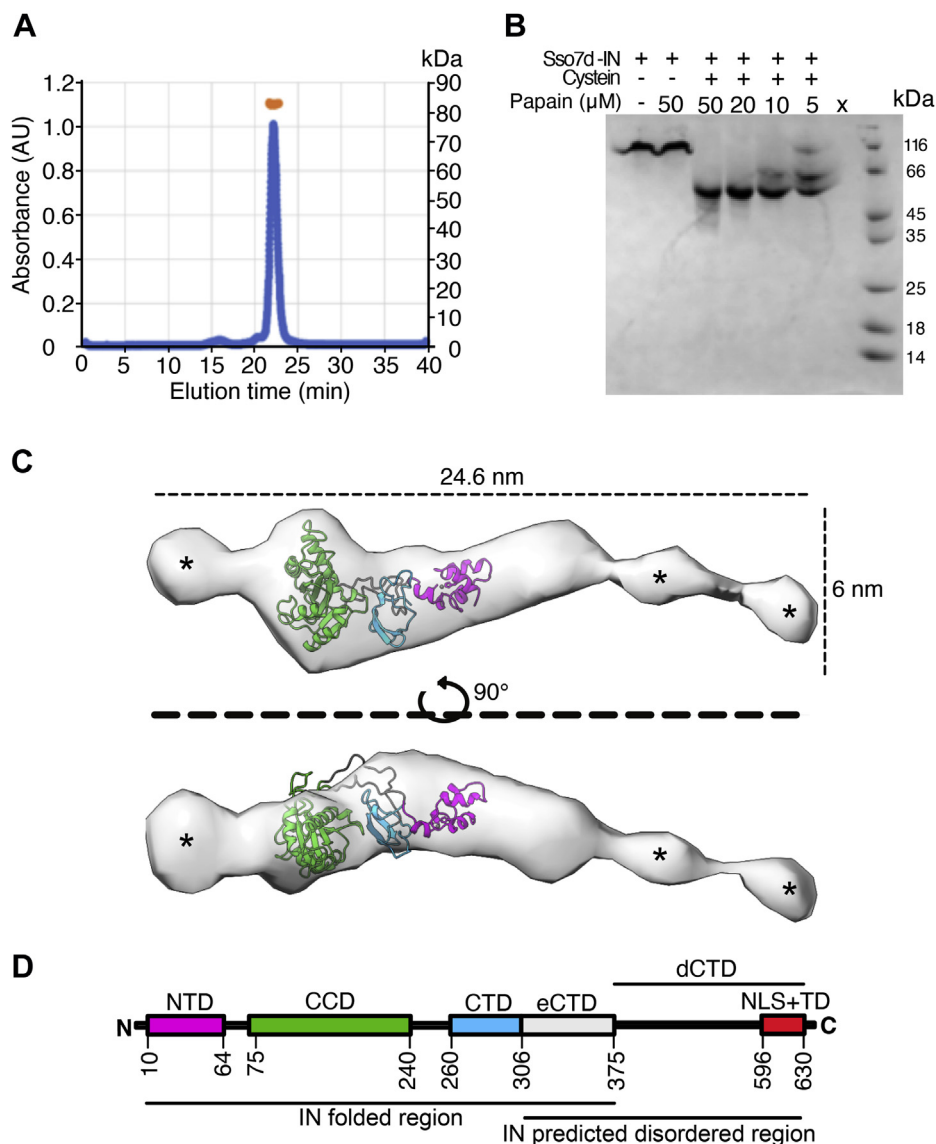 A
kDa
1.2
1.0
0.8
0.6
0.4
0.2
0
90
80
70
60
50
40
30
20
10
0
Absorbance (AU)
0 5 10 15 20 25 30 35 40
Elution time (min)
B
Sso7d-IN + + + + + +
Cystein - - + + + +
Papain (μM) - 50 50 20 10 5 x kDa
116
66
45
35
25
18
14
C
24.6 nm
* * *
6 nm
90°
* * *
D
dCTD
NTD CCD CTD eCTD NLS+TD
N C
10 64 75 240 260 306 375 596 630
IN folded region
IN predicted disordered region